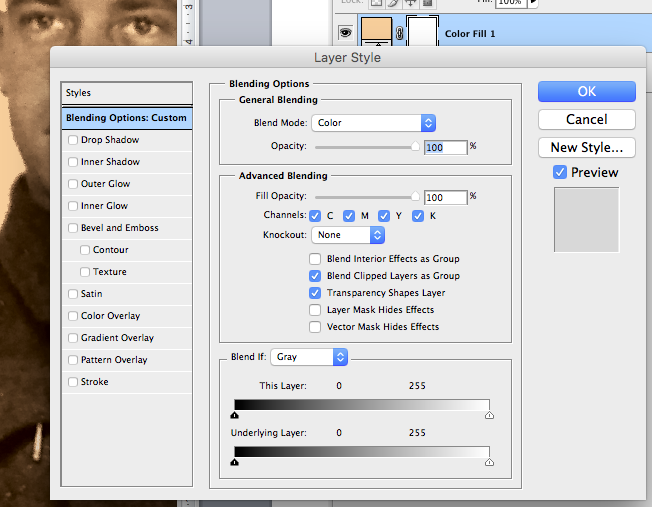 Lock:
Fill: 100%
Color Fill 1
Layer Style
Styles
Blending Options: Custom
Drop Shadow
Inner Shadow
Outer Glow
Inner Glow
Bevel and Emboss
Contour
Texture
Satin
Color Overlay
Gradient Overlay
Pattern Overlay
Stroke
Blending Options
General Blending
Blend Mode: Color
Opacity: 100 %
Advanced Blending
Fill Opacity: 100 %
Channels: C M Y K
Knockout: None
Blend Interior Effects as Group
Blend Clipped Layers as Group
Transparency Shapes Layer
Layer Mask Hides Effects
Vector Mask Hides Effects
Blend If: Gray
This Layer: 0 255
Underlying Layer: 0 255
OK
Cancel
New Style...
Preview